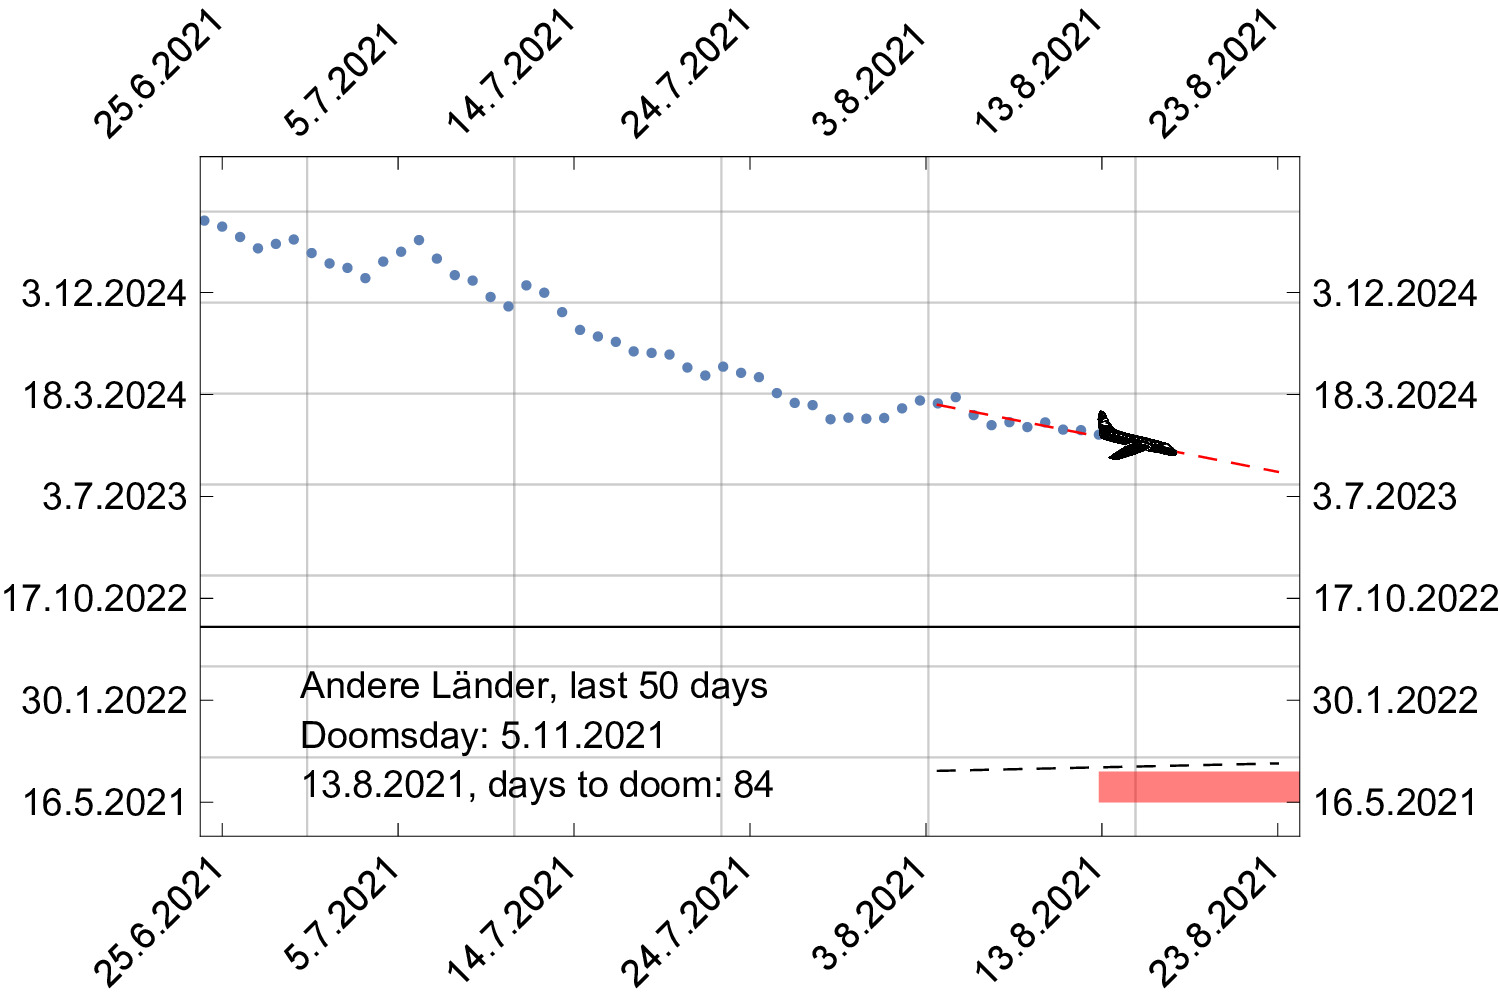 25.6.2021 5.7.2021 14.7.2021 24.7.2021 3.8.2021 13.8.2021 23.8.2021
3.12.2024 3.12.2024
18.3.2024 18.3.2024
3.7.2023 3.7.2023
17.10.2022 17.10.2022
30.1.2022 30.1.2022
Andere Länder, last 50 days
Doomsday: 5.11.2021
13.8.2021, days to doom: 84
16.5.2021 16.5.2021
25.6.2021 5.7.2021 14.7.2021 24.7.2021 3.8.2021 13.8.2021 23.8.2021